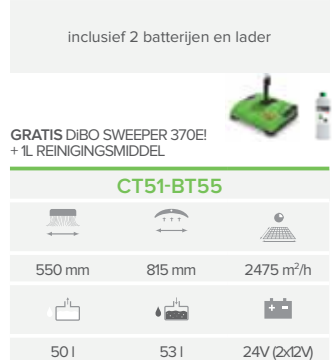 inclusief 2 batterijen en lader
GRATIS DiBO SWEEPER 370E!
+ 1L REINIGINGSMIDDEL
CT51-BT55
550 mm 815 mm 2475 m²/h
50 l 53 l 24V (2x12V)